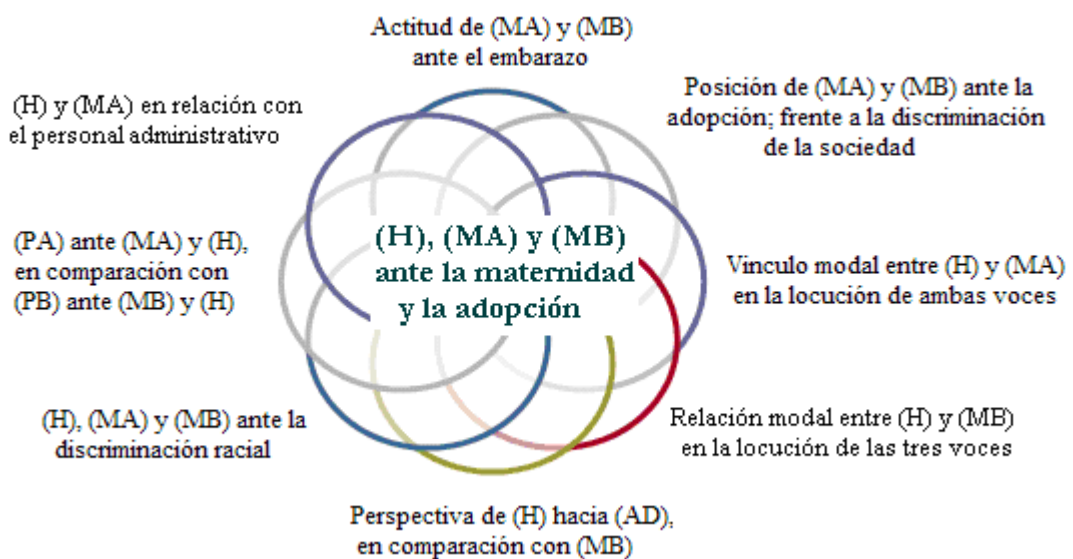 Actitud de (MA) y (MB)
ante el embarazo
Posición de (MA) y (MB) ante la
adopción; frente a la discriminación
de la sociedad
Vinculo modal entre (H) y (MA)
en la locución de ambas voces
Relación modal entre (H) y (MB)
en la locución de las tres voces
Perspectiva de (H) hacia (AD),
en comparación con (MB)
(H), (MA) y (MB) ante la
discriminación racial
(PA) ante (MA) y (H),
en comparación con
(PB) ante (MB) y (H)
(H) y (MA) en relación con
el personal administrativo
(H), (MA) y (MB)
ante la maternidad
y la adopción